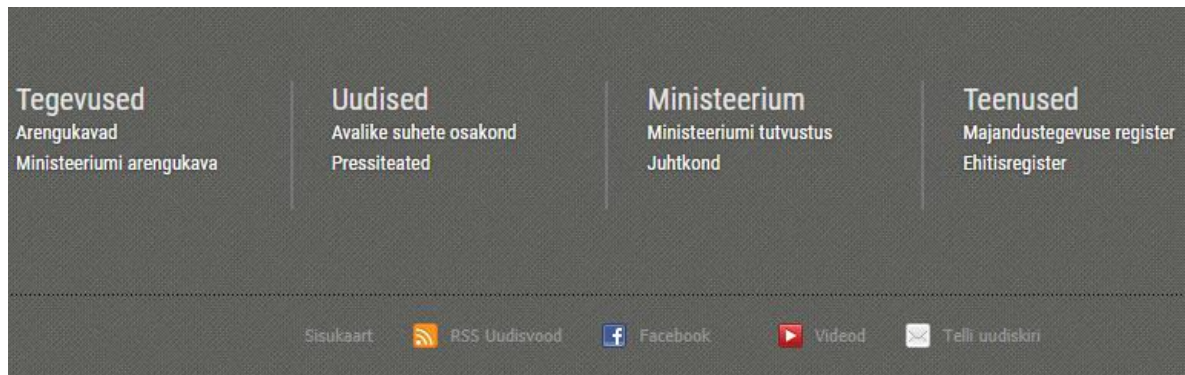 Tegevused
Arengukavad
Ministeeriumi arengukava
Uudised
Avalike suhete osakond
Pressiteated
Ministeerium
Ministeeriumi tutvustus
Juhtkond
Teenused
Majandustegevuse register
Ehitisregister
Sisukaart RSS Uudisvood Facebook Videod Telli uudiskiri